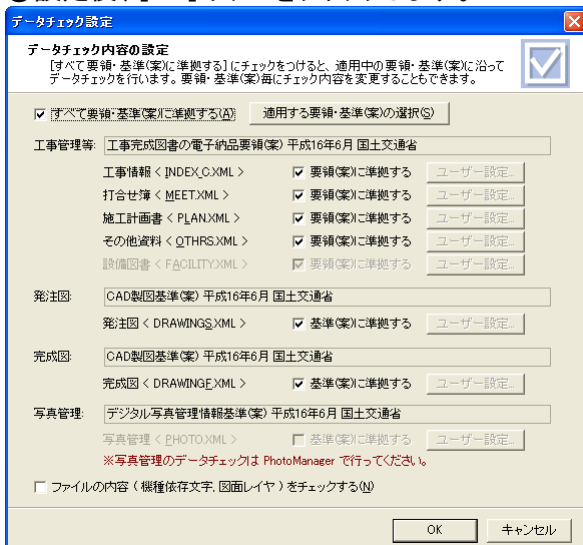 データチェック設定
データチェック内容の設定
[すべて要領・基準(案)に準拠する]にチェックをつけると、適用中の要領・基準(案)に沿って
データチェックを行います。要領・基準(案)毎にチェック内容を変更することもできます。
すべて要領・基準(案)に準拠する(A) 適用する要領・基準(案)の選択(S)
工事管理等: 工事完成図書の電子納品要領(案) 平成16年6月 国土交通省
工事情報 < INDEX_C.XML > 要領(案)に準拠する ユーザー設定...
打合せ簿 < MEET.XML > 要領(案)に準拠する ユーザー設定...
施工計画書 < PLAN.XML > 要領(案)に準拠する ユーザー設定...
その他資料 < OTHRS.XML > 要領(案)に準拠する ユーザー設定...
設備図書 < FACILITY.XML > 要領(案)に準拠する ユーザー設定...
発注図: CAD製図基準(案) 平成16年6月 国土交通省
発注図 < DRAWINGS.XML > 基準(案)に準拠する ユーザー設定...
完成図: CAD製図基準(案) 平成16年6月 国土交通省
完成図 < DRAWINGF.XML > 基準(案)に準拠する ユーザー設定...
写真管理: デジタル写真管理情報基準(案) 平成16年6月 国土交通省
写真管理 < PHOTO.XML > 基準(案)に準拠する ユーザー設定...
※写真管理のデータチェックは PhotoManager で行ってください。
ファイルの内容 ( 機種依存文字, 図面レイヤ ) をチェックする(N)
OK キャンセル